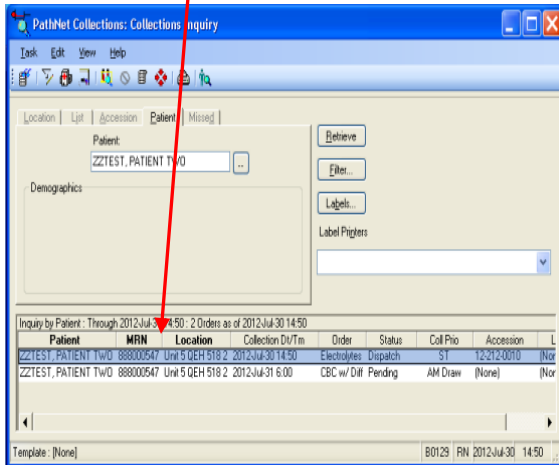 PathNet Collections: Collections Inquiry
Task Edit View Help
Location List Accession Patient Missed
Patient:
ZZTEST, PATIENT TWO ...
Demographics
Retrieve
Filter...
Labels...
Label Printers
Inquiry by Patient : Through 2012-Jul-30 14:50 : 2 Orders as of 2012-Jul-30 14:50
Patient MRN Location Collection Dt/Tm Order Status Coll Prio Accession L
ZZTEST, PATIENT TWO 888000547 Unit 5 QEH 518 2 2012-Jul-30 14:50 Electrolytes Dispatch ST 12-212-0010 (Nor
ZZTEST, PATIENT TWO 888000547 Unit 5 QEH 518 2 2012-Jul-31 6:00 CBC w/ Diff Pending AM Draw (None) (Nor
Template : [None] B0129 RN 2012-Jul-30 14:50